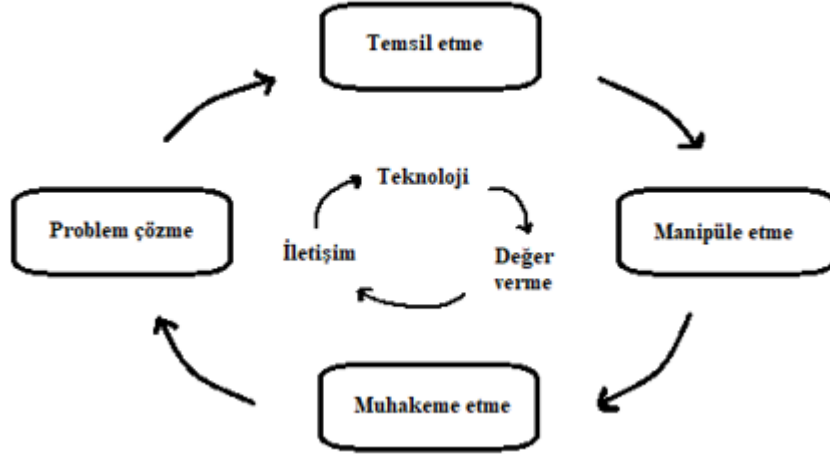 Temsil etme
Teknoloji
Problem çözme
Manipüle etme
İletişim
Değer
verme
Muhakeme etme